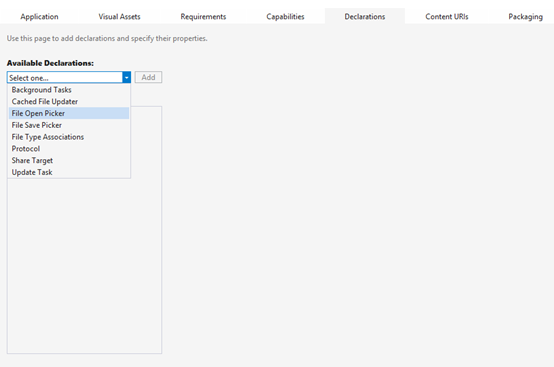 Application Visual Assets Requirements Capabilities Declarations Content URIs Packaging
Use this page to add declarations and specify their properties.
Available Declarations:
Select one... Add
Background Tasks
Cached File Updater
File Open Picker
File Save Picker
File Type Associations
Protocol
Share Target
Update Task